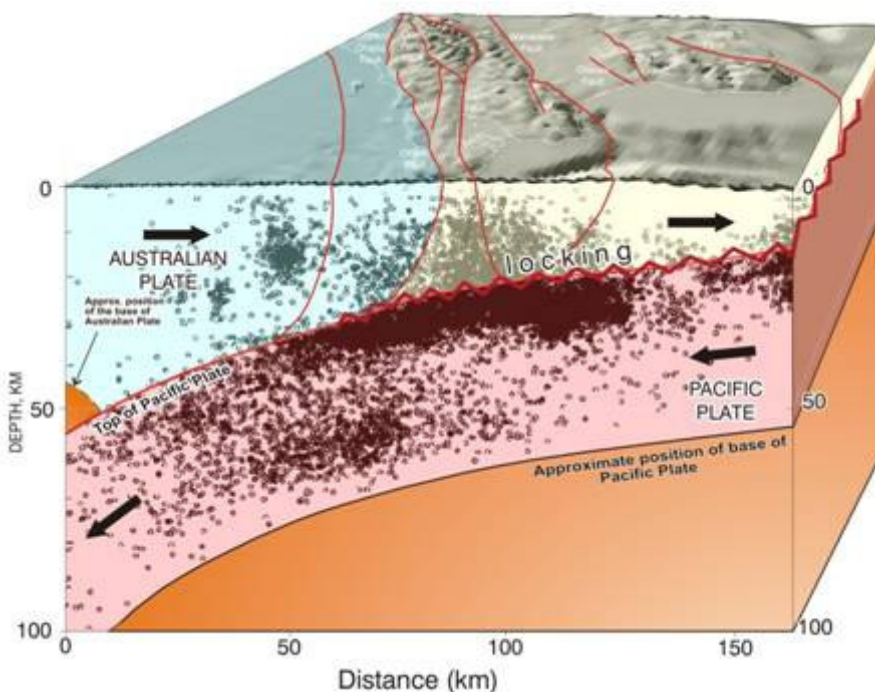 Fault
0
0
locking
AUSTRALIAN
PLATE
Approx. position
of the base of
Australian Plate
Top of Pacific Plate
PACIFIC
PLATE
DEPTH, KM
50
50
Approximate position of base of
Pacific Plate
100
100
0
50
100
150
Distance (km)